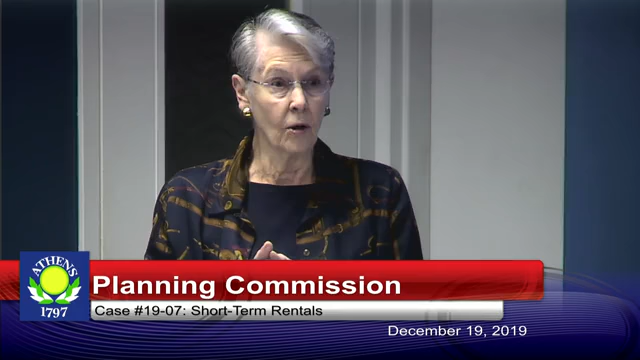 ATHENS
1797
Planning Commission
Case #19-07: Short-Term Rentals
December 19, 2019